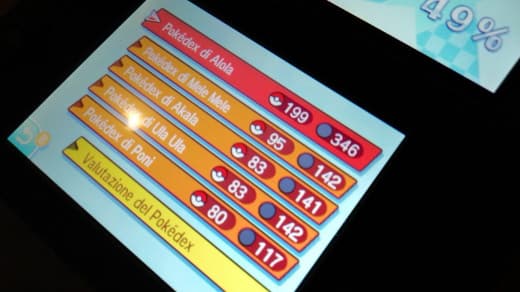 49%
Pokédex di Alola 199 346
Pokédex di Mele Mele 95 142
Pokédex di Akala 83 141
Pokédex di Ula Ula 83 142
Pokédex di Poni 80 117
Valutazione del Pokédex